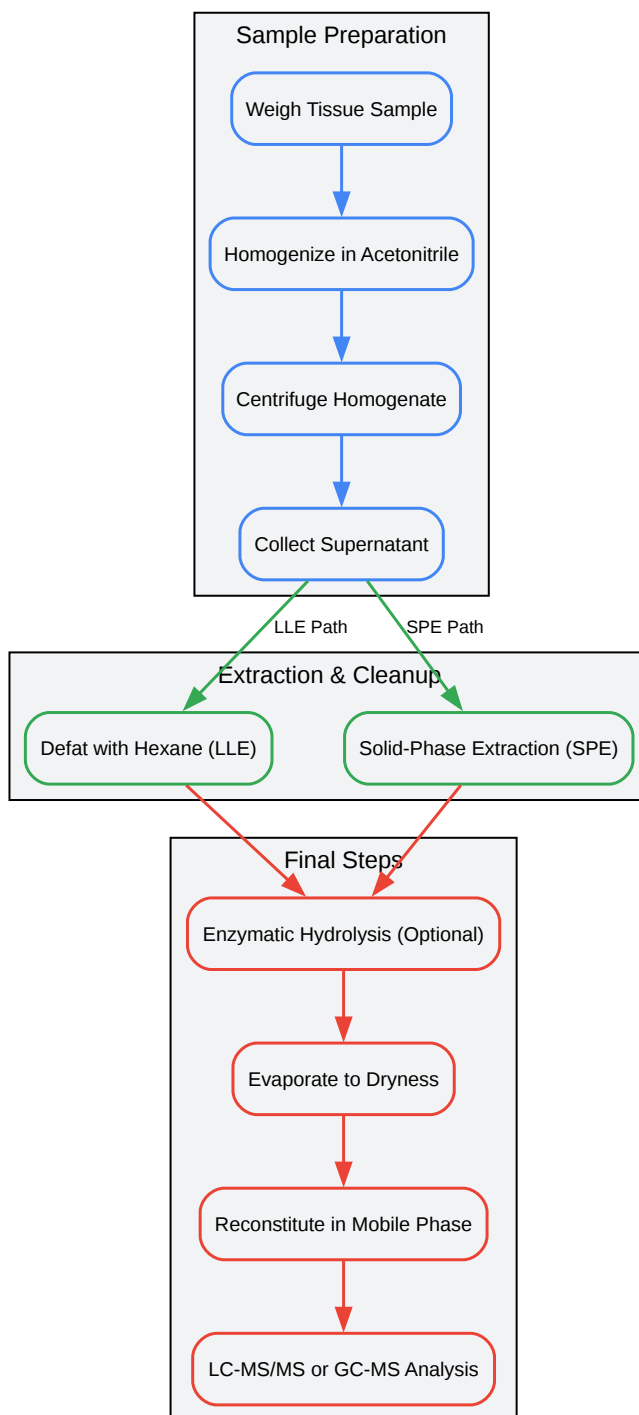 Sample Preparation
Weigh Tissue Sample
Homogenize in Acetonitrile
Centrifuge Homogenate
Collect Supernatant
LLE Path
SPE Path
Extraction & Cleanup
Defat with Hexane (LLE)
Solid-Phase Extraction (SPE)
Final Steps
Enzymatic Hydrolysis (Optional)
Evaporate to Dryness
Reconstitute in Mobile Phase
LC-MS/MS or GC-MS Analysis